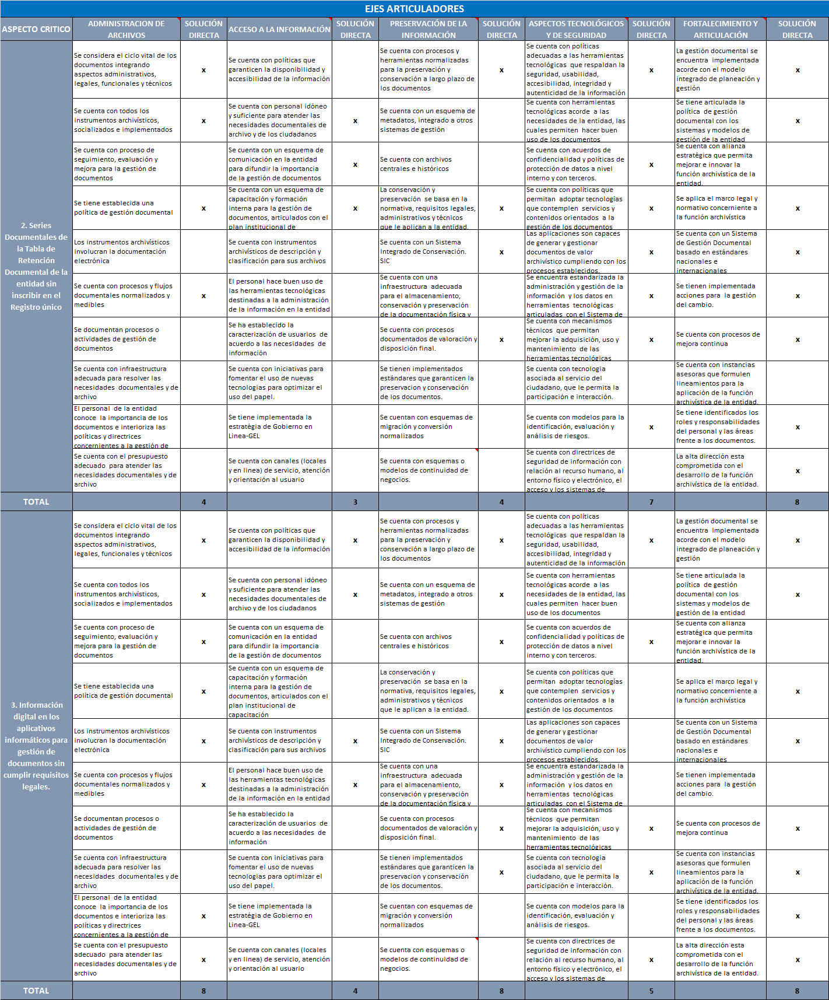 EJES ARTICULADORES
ASPECTO CRITICO
ADMINISTRACION DE
ARCHIVOS
SOLUCIÓN
DIRECTA
ACCESO A LA INFORMACIÓN
SOLUCIÓN
DIRECTA
PRESERVACIÓN DE LA
INFORMACIÓN
SOLUCIÓN
DIRECTA
ASPECTOS TECNOLÓGICOS
Y DE SEGURIDAD
SOLUCIÓN
DIRECTA
FORTALECIMIENTO Y
ARTICULACIÓN
SOLUCIÓN
DIRECTA
2. Series
Documentales de
la Tabla de
Retención
Documental de la
entidad sin
inscribir en el
Registro único
Se considera el ciclo vital de los
documentos integrando
aspectos administrativos,
legales, funcionales y técnicos
x
Se cuenta con políticas que
garanticen la disponibilidad y
accesibilidad de la información
Se cuenta con procesos y
herramientas normalizadas
para la preservación y
conservación a largo plazo de
los documentos
x
Se cuenta con políticas
adecuadas a las herramientas
tecnológicas que respaldan la
seguridad, usabilidad,
accesibilidad, integridad y
autenticidad de la información
x
La gestión documental se
encuentra implementada
acorde con el modelo
integrado de planeación y
gestión
x
Se cuenta con todos los
instrumentos archivísticos,
socializados e implementados
x
Se cuenta con personal idóneo
y suficiente para atender las
necesidades documentales de
archivo y de los ciudadanos
x
Se cuenta con un esquema de
metadatos, integrado a otros
sistemas de gestión
Se cuenta con herramientas
tecnológicas acorde a las
necesidades de la entidad, las
cuales permiten hacer buen
uso de los documentos
Se tiene articulada la
política de gestión
documental con los
sistemas y modelos de
gestión de la entidad
x
Se cuenta con proceso de
seguimiento, evaluación y
mejora para la gestión de
documentos
Se cuenta con un esquema de
comunicación en la entidad
para difundir la importancia
de la gestión de documentos
x
Se cuenta con archivos
centrales e históricos
Se cuenta con acuerdos de
confidencialidad y políticas de
protección de datos a nivel
interno y con terceros.
x
Se cuenta con alianza
estratégica que permita
mejorar e innovar la
función archivística de la
entidad.
Se tiene establecida una
política de gestión documental
x
Se cuenta con un esquema de
capacitación y formación
interna para la gestión de
documentos, articulados con el
plan institucional de
x
La conservación y
preservación se basa en la
normativa, requisitos legales,
administrativos y técnicos
que le aplican a la entidad.
x
Se cuenta con políticas que
permitan adoptar tecnologías
que contemplen servicios y
contenidos orientados a la
gestión de los documentos
x
Se aplica el marco legal y
normativo concerniente a
la función archivística
x
Los instrumentos archivísticos
involucran la documentación
electrónica
Se cuenta con instrumentos
archivísticos de descripción y
clasificación para sus archivos
Se cuenta con un Sistema
Integrado de Conservación.
SIC
x
Las aplicaciones son capaces
de generar y gestionar
documentos de valor
archivístico cumpliendo con los
procesos establecidos.
x
Se cuenta con un Sistema
de Gestión Documental
basado en estándares
nacionales e
internacionales
x
Se cuenta con procesos y flujos
documentales normalizados y
medibles
x
El personal hace buen uso de
las herramientas tecnológicas
destinadas a la administración
de la información en la entidad
Se cuenta con una
infraestructura adecuada
para el almacenamiento,
conservación y preservación
de la documentación física y
Se encuentra estandarizada la
administración y gestión de la
información y los datos en
herramientas tecnológicas
articuladas con el Sistema de
x
Se tienen implementada
acciones para la gestión
del cambio.
x
Se documentan procesos o
actividades de gestión de
documentos
Se ha establecido la
caracterización de usuarios de
acuerdo a las necesidades de
información
Se cuenta con procesos
documentados de valoración y
disposición final.
x
Se cuenta con mecanismos
técnicos que permitan
mejorar la adquisición, uso y
mantenimiento de las
herramientas tecnológicas
x
Se cuenta con procesos de
mejora continua
x
Se cuenta con infraestructura
adecuada para resolver las
necesidades documentales y de
archivo
Se cuenta con iniciativas para
fomentar el uso de nuevas
tecnologias para optimizar el
uso del papel.
Se tienen implementados
estándares que garanticen la
preservacion y conservación
de los documentos.
Se cuenta con tecnologia
asociada al servicio del
ciudadano, que le permita la
participación e interacción.
Se cuenta con instancias
asesoras que formulen
lineamientos para la
aplicación de la función
archivística de la entidad.
El personal de la entidad
conoce la importancia de los
documentos e interioriza las
políticas y directrices
concernientes a la gestión de
Se tiene implementada la
estratégia de Gobierno en
Linea-GEL
Se cuentan con esquemas de
migración y conversión
normalizados
Se cuenta con modelos para la
identificación, evaluación y
análisis de riesgos.
x
Se tiene identificados los
roles y responsabilidades
del personal y las áreas
frente a los documentos.
x
Se cuenta con el presupuesto
adecuado para atender las
necesidades documentales y de
archivo
Se cuenta con canales (locales
y en linea) de servicio, atención
y orientación al usuario
Se cuenta con esquemas o
modelos de continuidad de
negocios.
Se cuenta con directrices de
seguridad de información con
relación al recurso humano, al
entorno físico y electrónico, el
acceso y los sistemas de
La alta dirección esta
comprometida con el
desarrollo de la función
archivística de la entidad.
x
TOTAL
4
3
4
7
8
3. Información
digital en los
aplicativos
informáticos para
gestión de
documentos sin
cumplir requisitos
legales.
Se considera el ciclo vital de los
documentos integrando
aspectos administrativos,
legales, funcionales y técnicos
x
Se cuenta con políticas que
garanticen la disponibilidad y
accesibilidad de la información
x
Se cuenta con procesos y
herramientas normalizadas
para la preservación y
conservación a largo plazo de
los documentos
x
Se cuenta con políticas
adecuadas a las herramientas
tecnológicas que respaldan la
seguridad, usabilidad,
accesibilidad, integridad y
autenticidad de la información
x
La gestión documental se
encuentra implementada
acorde con el modelo
integrado de planeación y
gestión
x
Se cuenta con todos los
instrumentos archivísticos,
socializados e implementados
x
Se cuenta con personal idóneo
y suficiente para atender las
necesidades documentales de
archivo y de los ciudadanos
x
Se cuenta con un esquema de
metadatos, integrado a otros
sistemas de gestión
x
Se cuenta con herramientas
tecnológicas acorde a las
necesidades de la entidad, las
cuales permiten hacer buen
uso de los documentos
Se tiene articulada la
política de gestión
documental con los
sistemas y modelos de
gestión de la entidad
x
Se cuenta con proceso de
seguimiento, evaluación y
mejora para la gestión de
documentos
x
Se cuenta con un esquema de
comunicación en la entidad
para difundir la importancia
de la gestión de documentos
Se cuenta con archivos
centrales e históricos
x
Se cuenta con acuerdos de
confidencialidad y políticas de
protección de datos a nivel
interno y con terceros.
x
Se cuenta con alianza
estratégica que permita
mejorar e innovar la
función archivística de la
entidad.
Se tiene establecida una
política de gestión documental
x
Se cuenta con un esquema de
capacitación y formación
interna para la gestión de
documentos, articulados con el
plan institucional de
capacitación
La conservación y
preservación se basa en la
normativa, requisitos legales,
administrativos y técnicos
que le aplican a la entidad.
x
Se cuenta con políticas que
permitan adoptar tecnologías
que contemplen servicios y
contenidos orientados a la
gestión de los documentos
Se aplica el marco legal y
normativo concerniente a
la función archivística
x
Los instrumentos archivísticos
involucran la documentación
electrónica
x
Se cuenta con instrumentos
archivísticos de descripción y
clasificación para sus archivos
x
Se cuenta con un Sistema
Integrado de Conservación.
SIC
x
Las aplicaciones son capaces
de generar y gestionar
documentos de valor
archivístico cumpliendo con los
procesos establecidos.
Se cuenta con un Sistema
de Gestión Documental
basado en estándares
nacionales e
internacionales
x
Se cuenta con procesos y flujos
documentales normalizados y
medibles
x
El personal hace buen uso de
las herramientas tecnológicas
destinadas a la administración
de la información en la entidad
x
Se cuenta con una
infraestructura adecuada
para el almacenamiento,
conservación y preservación
de la documentación física y
x
Se encuentra estandarizada la
administración y gestión de la
información y los datos en
herramientas tecnológicas
articuladas con el Sistema de
Se tienen implementada
acciones para la gestión
del cambio.
Se documentan procesos o
actividades de gestión de
documentos
Se ha establecido la
caracterización de usuarios de
acuerdo a las necesidades de
información
Se cuenta con procesos
documentados de valoración y
disposición final.
x
Se cuenta con mecanismos
técnicos que permitan
mejorar la adquisición, uso y
mantenimiento de las
herramientas tecnológicas
x
Se cuenta con procesos de
mejora continua
x
Se cuenta con infraestructura
adecuada para resolver las
necesidades documentales y de
archivo
Se cuenta con iniciativas para
fomentar el uso de nuevas
tecnologias para optimizar el
uso del papel.
Se tienen implementados
estándares que garanticen la
preservacion y conservación
de los documentos.
x
Se cuenta con tecnologia
asociada al servicio del
ciudadano, que le permita la
participación e interacción.
x
Se cuenta con instancias
asesoras que formulen
lineamientos para la
aplicación de la función
archivística de la entidad.
x
El personal de la entidad
conoce la importancia de los
documentos e interioriza las
políticas y directrices
concernientes a la gestión de
x
Se tiene implementada la
estratégia de Gobierno en
Linea-GEL
Se cuentan con esquemas de
migración y conversión
normalizados
Se cuenta con modelos para la
identificación, evaluación y
análisis de riesgos.
Se tiene identificados los
roles y responsabilidades
del personal y las áreas
frente a los documentos.
x
Se cuenta con el presupuesto
adecuado para atender las
necesidades documentales y de
archivo
x
Se cuenta con canales (locales
y en linea) de servicio, atención
y orientación al usuario
Se cuenta con esquemas o
modelos de continuidad de
negocios.
Se cuenta con directrices de
seguridad de información con
relación al recurso humano, al
entorno físico y electrónico, el
acceso y los sistemas de
x
La alta dirección esta
comprometida con el
desarrollo de la función
archivística de la entidad.
x
TOTAL
8
4
8
5
8